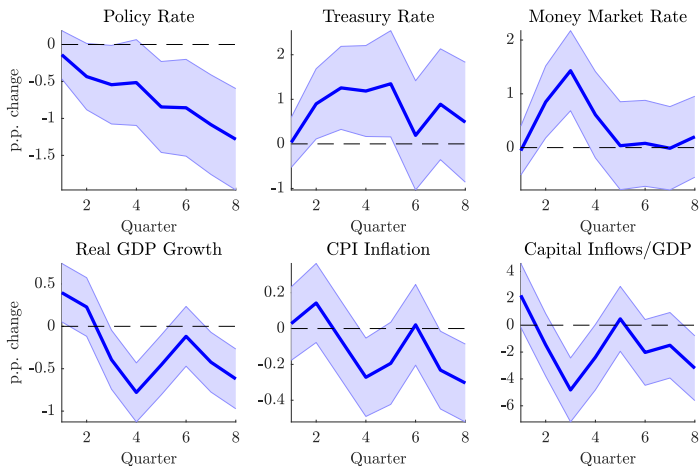 Policy Rate
Treasury Rate
Money Market Rate
p.p. change
0
-0.5
-1
-1.5
2 4 6 8
Quarter
2
1
0
-1
2 4 6 8
Quarter
2
1
0
2 4 6 8
Quarter
Real GDP Growth
CPI Inflation
Capital Inflows/GDP
p.p. change
0.5
0
-0.5
-1
2 4 6 8
Quarter
0.2
0
-0.2
-0.4
2 4 6 8
Quarter
4
2
0
-2
-4
-6
2 4 6 8
Quarter